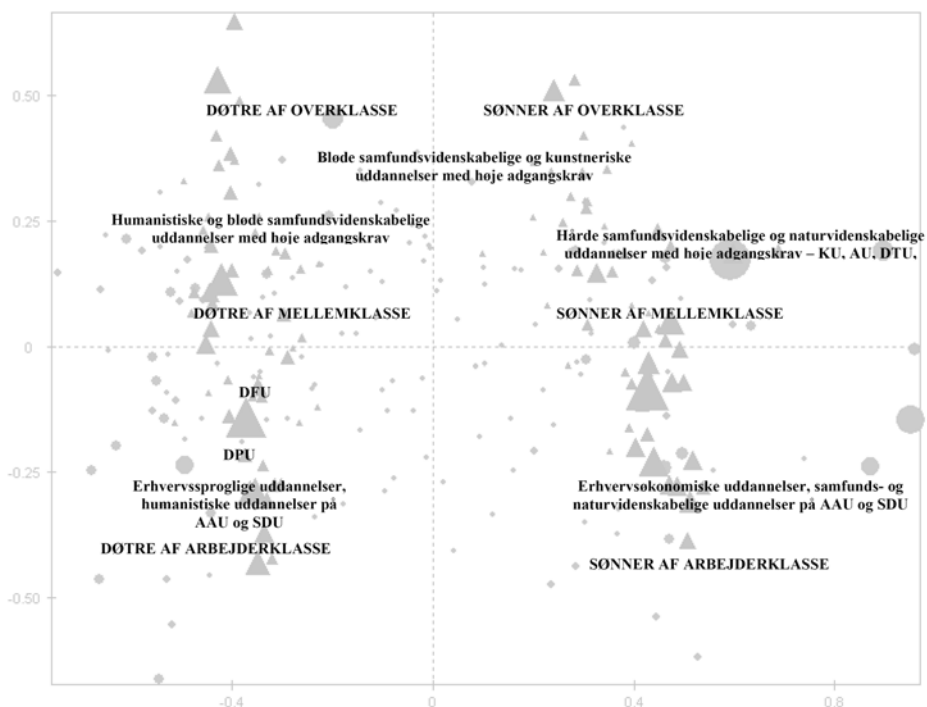 0.50
DØTRE AF OVERKLASSE
SØNNER AF OVERKLASSE
Bløde samfundsvidenskabelige og kunstneriske
uddannelser med høje adgangskrav
0.25
Humanistiske og bløde samfundsvidenskabelige
uddannelser med høje adgangskrav
Hårde samfundsvidenskabelige og naturvidenskabelige
uddannelser med høje adgangskrav – KU, AU, DTU,
DØTRE AF MELLEMKLASSE
SØNNER AF MELLEMKLASSE
0
DFU
DPU
-0.25
Erhvervssproglige uddannelser,
humanistiske uddannelser på
AAU og SDU
Erhvervsøkonomiske uddannelser, samfunds- og
naturvidenskabelige uddannelser på AAU og SDU
DØTRE AF ARBEJDERKLASSE
SØNNER AF ARBEJDERKLASSE
-0.50
-0.4
0
0.4
0.8